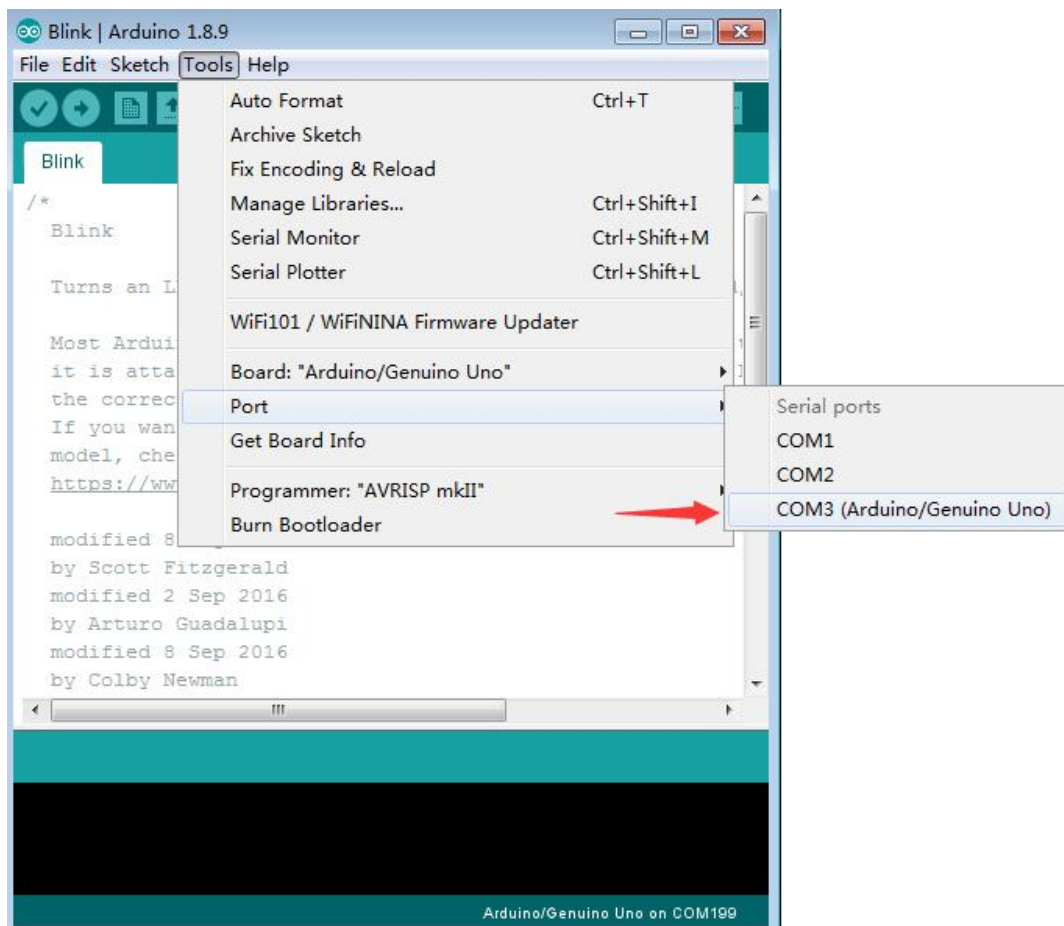 Blink | Arduino 1.8.9
File Edit Sketch Tools Help
Auto Format Ctrl+T
Archive Sketch
Fix Encoding & Reload
Manage Libraries... Ctrl+Shift+I
Serial Monitor Ctrl+Shift+M
Serial Plotter Ctrl+Shift+L
WiFi101 / WiFiNINA Firmware Updater
Board: "Arduino/Genuino Uno"
Port
Get Board Info
Programmer: "AVRISP mkII"
Burn Bootloader
Serial ports
COM1
COM2
COM3 (Arduino/Genuino Uno)
Blink
/*
Blink
Turns an L
Most Ardui
it is atta
the correc
If you wan
model, che
https://ww
modified 8
by Scott Fitzgerald
modified 2 Sep 2016
by Arturo Guadalupi
modified 8 Sep 2016
by Colby Newman
Arduino/Genuino Uno on COM199